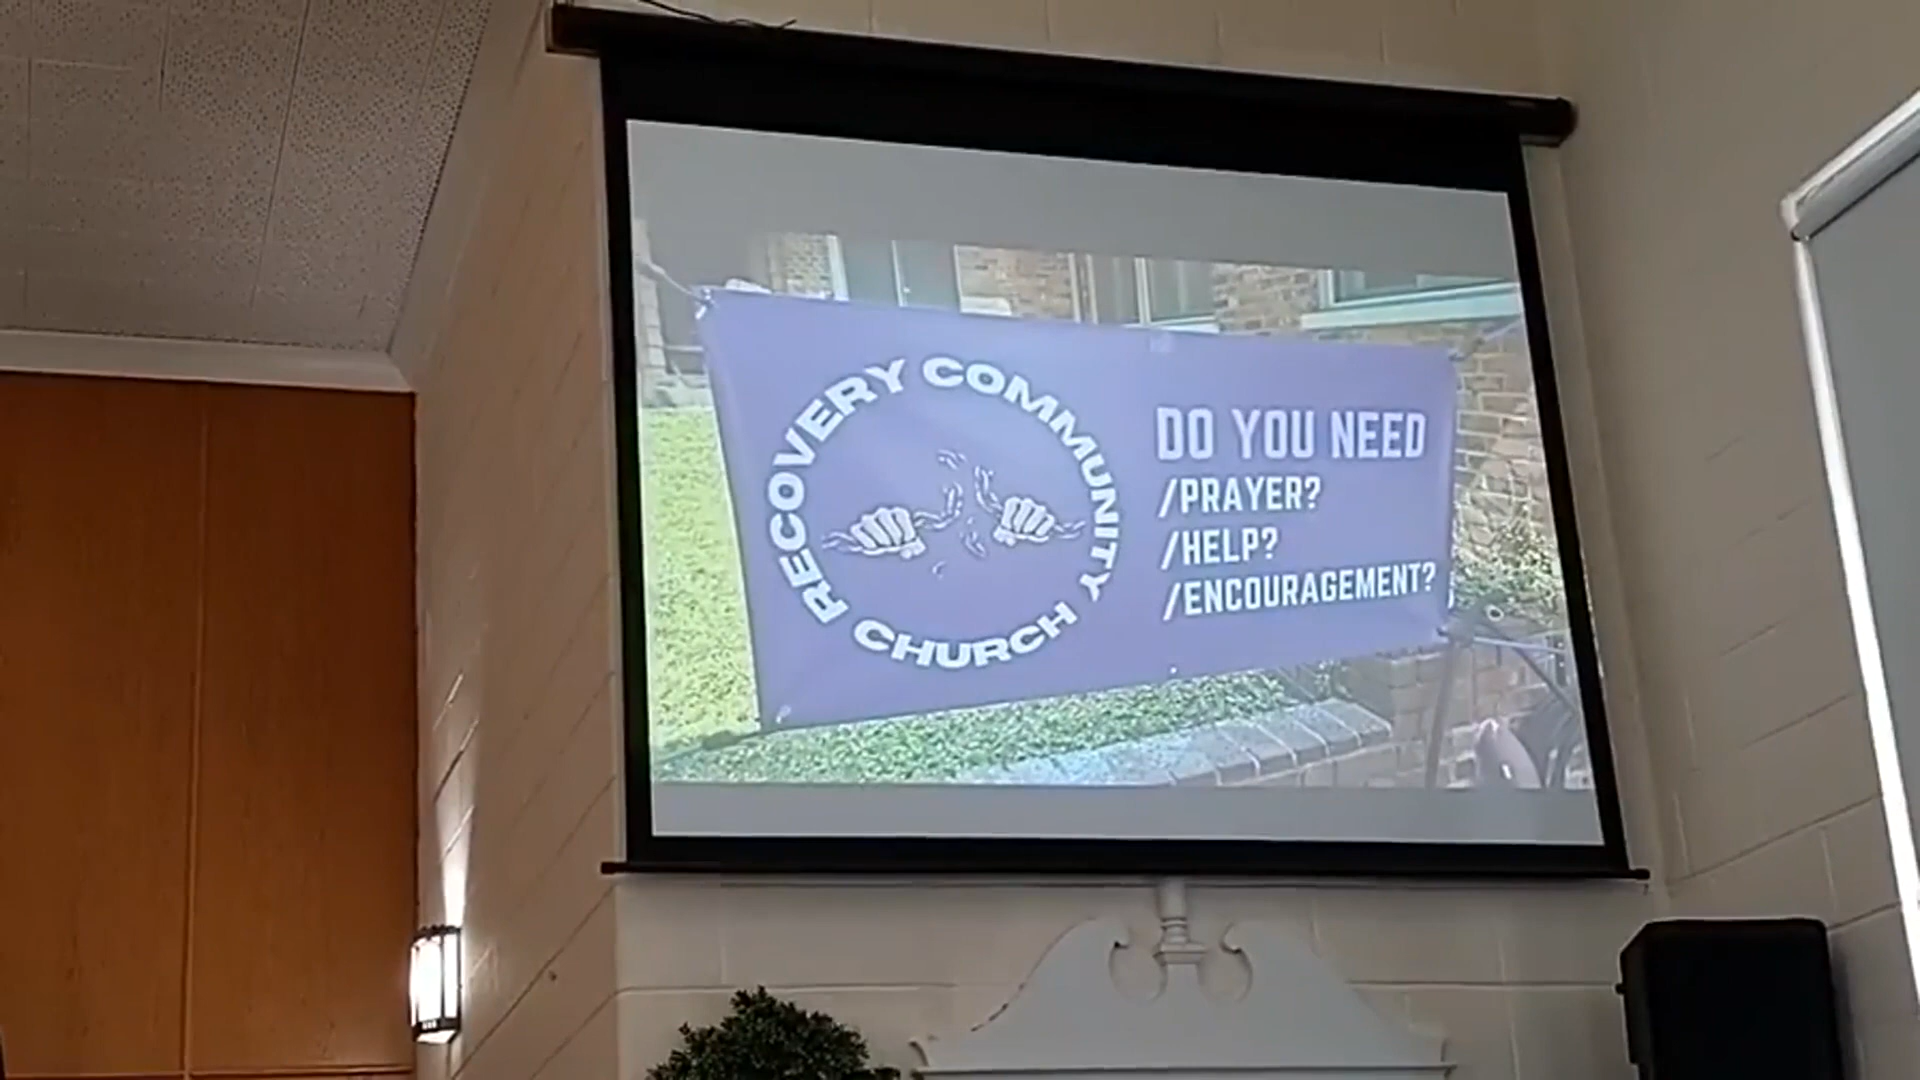 RECOVERY COMMUNITY CHURCH
DO YOU NEED
/PRAYER?
/HELP?
/ENCOURAGEMENT?